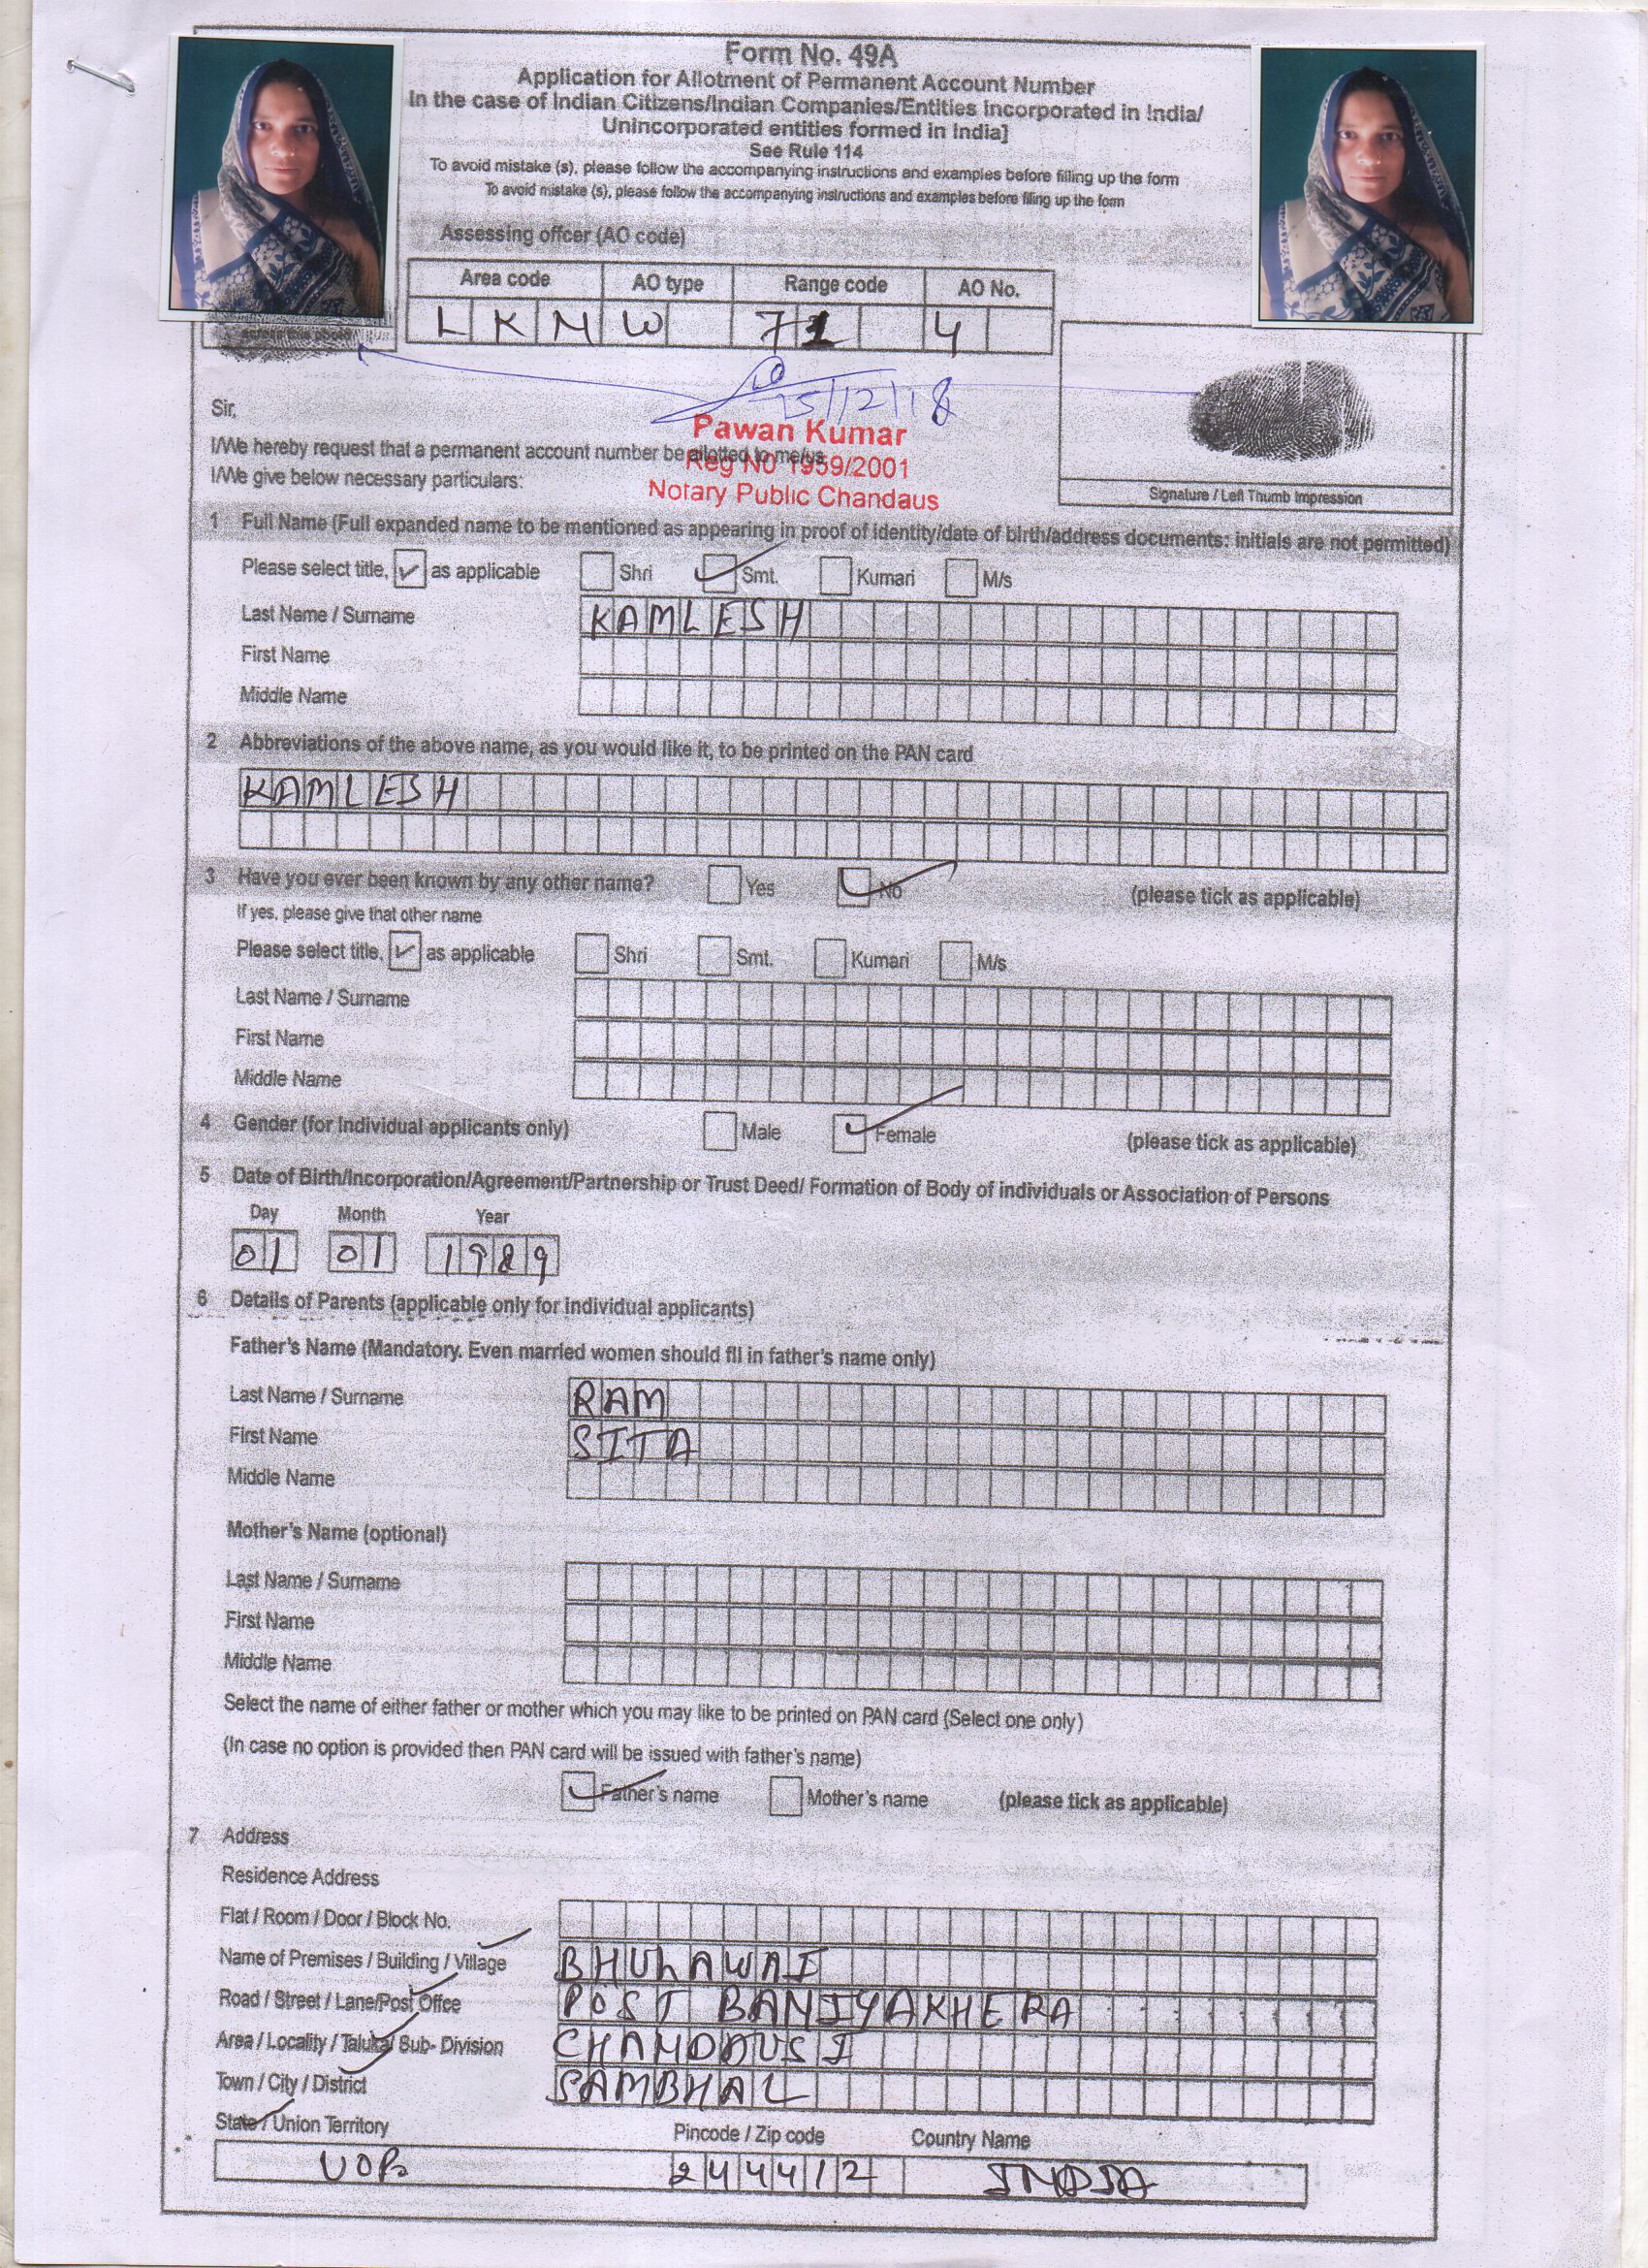 Form No. 49A
Application for Allotment of Permanent Account Number
In the case of Indian Citizens/Indian Companies/Entities Incorporated in India/
Unincorporated entities formed in India]
See Rule 114
To avoid mistake (s), please follow the accompanying instructions and examples before filling up the form
To avoid mistake (s), please follow the accompanying instructions and examples before filing up the form
Assessing offcer (AO code)
Area code AO type Range code AO No.
L K N W 71 4
15/12/18
Sir,
Pawan Kumar
I/We hereby request that a permanent account number be allotted to me/us
Reg N0 1959/2001
I/We give below necessary particulars:
Notary Public Chandaus
Signature / Left Thumb Impression
1 Full Name (Full expanded name to be mentioned as appearing in proof of identity/date of birth/address documents: initials are not permitted)
Please select title, ✓ as applicable Shri ✓ Smt. Kumari M/s
Last Name / Surname KAMLESH
First Name
Middle Name
2 Abbreviations of the above name, as you would like it, to be printed on the PAN card
KAMLESH
3 Have you ever been known by any other name? Yes ✓ No (please tick as applicable)
If yes, please give that other name
Please select title, ✓ as applicable Shri Smt. Kumari M/s
Last Name / Surname
First Name
Middle Name
4 Gender (for Individual applicants only) Male ✓ Female (please tick as applicable)
5 Date of Birth/Incorporation/Agreement/Partnership or Trust Deed/ Formation of Body of individuals or Association of Persons
Day Month Year
01 01 1989
6 Details of Parents (applicable only for individual applicants)
Father's Name (Mandatory. Even married women should fll in father's name only)
Last Name / Surname RAM
First Name SITA
Middle Name
Mother's Name (optional)
Last Name / Surname
First Name
Middle Name
Select the name of either father or mother which you may like to be printed on PAN card (Select one only)
(In case no option is provided then PAN card will be issued with father's name)
✓ Father's name Mother's name (please tick as applicable)
7 Address
Residence Address
Flat / Room / Door / Block No.
Name of Premises / Building / Village BHULAWAI
Road / Street / Lane/Post Offce POST BANIYAKHERA
Area / Locality / Taluka/ Sub- Division CHANDAUSI
Town / City / District SAMBHAL
State / Union Territory Pincode / Zip code Country Name
U.P. 244412 INDIA